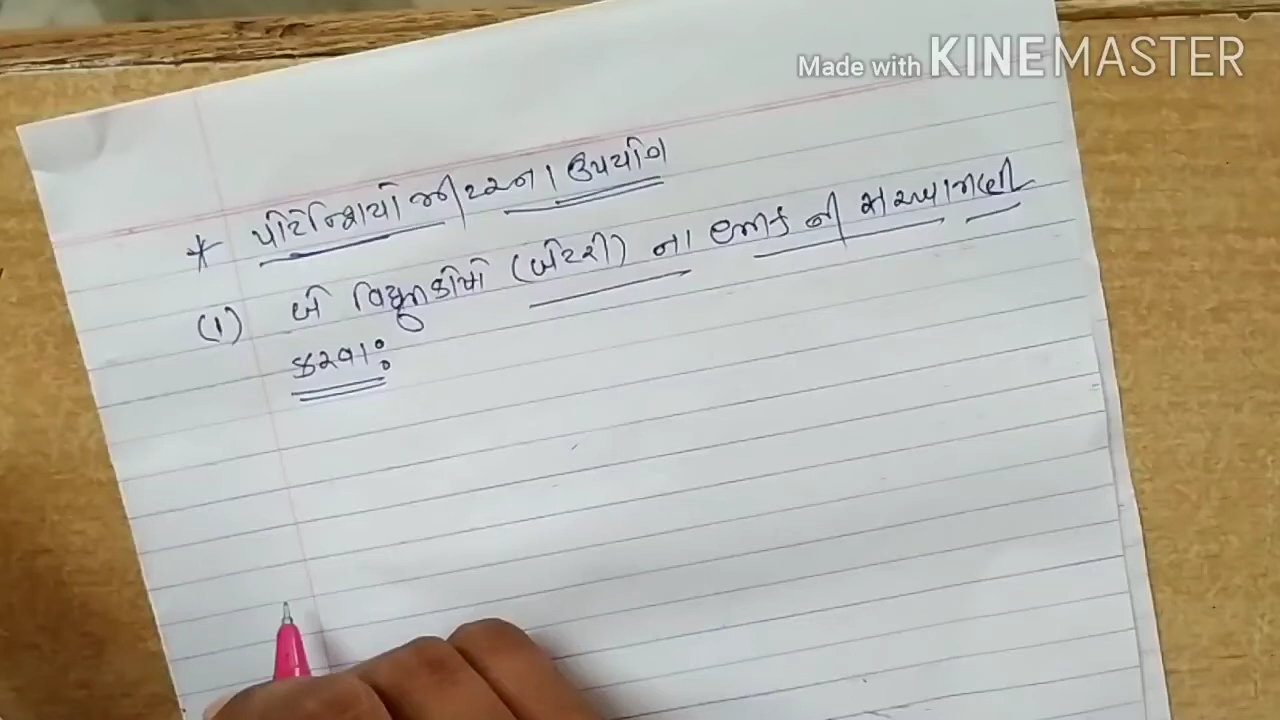 Made with KINEMASTER
* પોટેન્શિયોમીટરના ઉપયોગ
(1) બે વિદ્યુતકોષો (બેટરી) ના emf ની સરખામણી
કરવા: